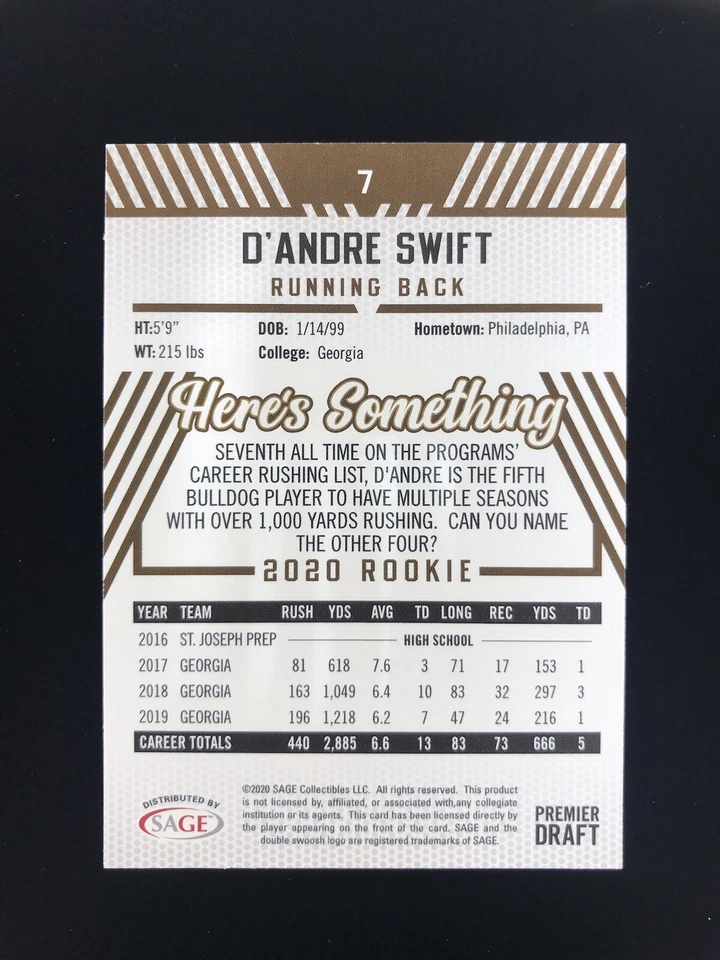 7
D'ANDRE SWIFT
RUNNING BACK
HT:5'9" DOB: 1/14/99 Hometown: Philadelphia, PA
WT: 215 lbs College: Georgia
Here's Something
SEVENTH ALL TIME ON THE PROGRAMS'
CAREER RUSHING LIST, D'ANDRE IS THE FIFTH
BULLDOG PLAYER TO HAVE MULTIPLE SEASONS
WITH OVER 1,000 YARDS RUSHING. CAN YOU NAME
THE OTHER FOUR?
2020 ROOKIE
YEAR TEAM RUSH YDS AVG TD LONG REC YDS TD
2016 ST. JOSEPH PREP HIGH SCHOOL
2017 GEORGIA 81 618 7.6 3 71 17 153 1
2018 GEORGIA 163 1,049 6.4 10 83 32 297 3
2019 GEORGIA 196 1,218 6.2 7 47 24 216 1
CAREER TOTALS 440 2,885 6.6 13 83 73 666 5
DISTRIBUTED BY
SAGE™
©2020 SAGE Collectibles LLC. All rights reserved. This product
is not licensed by, affiliated, or associated with,any collegiate
institution or its agents. This card has been licensed directly by
the player appearing on the front of the card. SAGE and the
double swoosh logo are registered trademarks of SAGE.
PREMIER
DRAFT